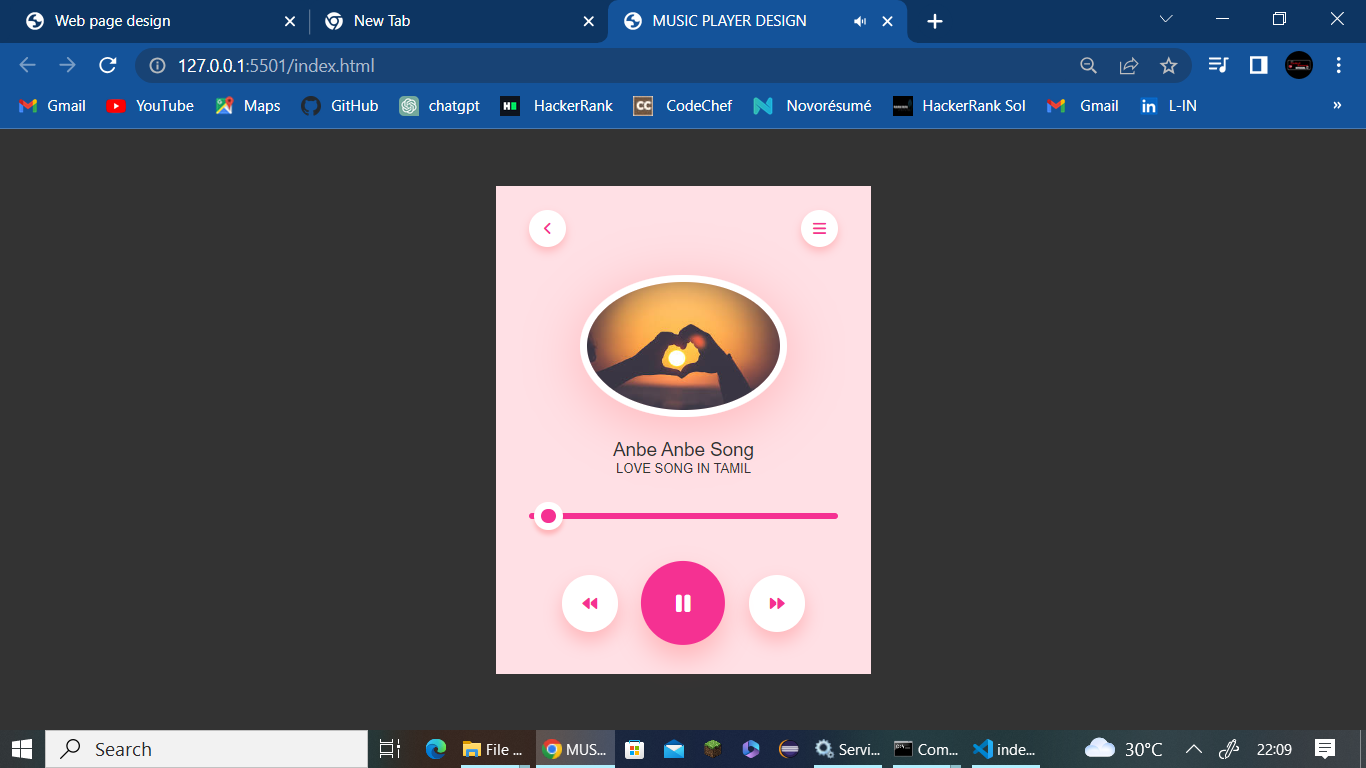 Web page design
New Tab
MUSIC PLAYER DESIGN
127.0.0.1:5501/index.html
Gmail
YouTube
Maps
GitHub
chatgpt
HackerRank
CodeChef
Novorésumé
HackerRank Sol
Gmail
L-IN
»
Anbe Anbe Song
LOVE SONG IN TAMIL
Search
File ...
MUS...
Servi...
Com...
inde...
30°C
22:09